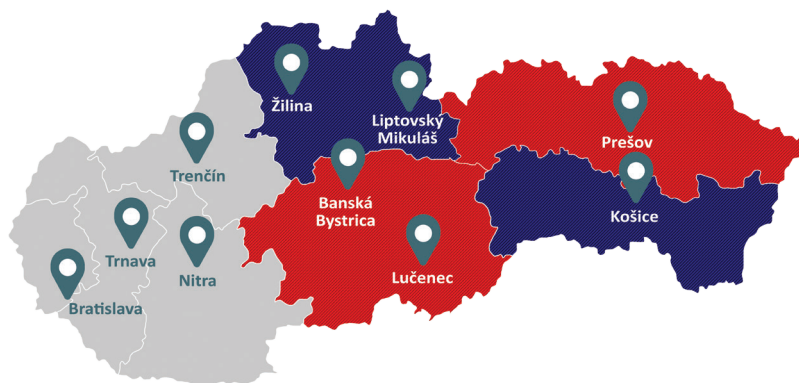 Žilina
Liptovský
Mikuláš
Prešov
Trenčín
Banská
Bystrica
Košice
Trnava
Nitra
Lučenec
Bratislava